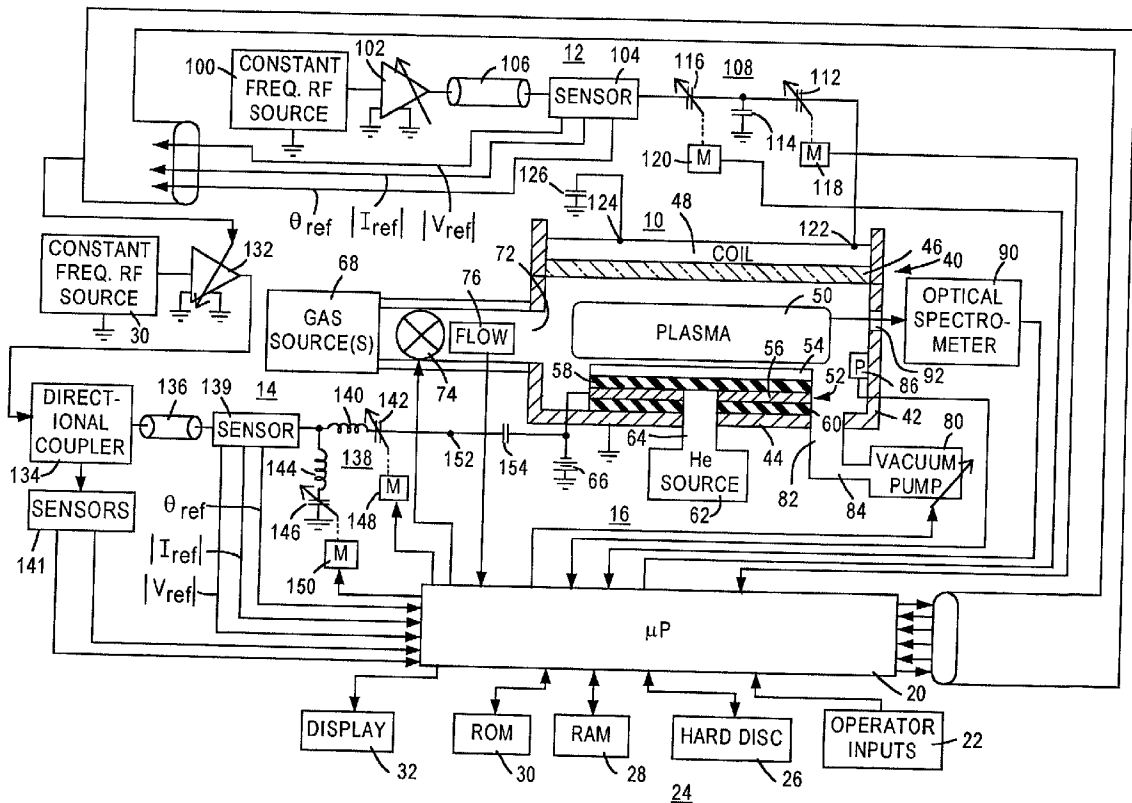 100
CONSTANT
FREQ. RF
SOURCE
102
106
12
104
SENSOR
116
108
112
114
120
M
M
118
126
θref
|Iref|
|Vref|
124
10
48
COIL
122
46
40
CONSTANT
FREQ. RF
SOURCE
30
132
68
GAS
SOURCE(S)
72
76
FLOW
74
50
PLASMA
90
OPTICAL
SPECTRO-
METER
54
56
58
52
P
86
92
60
42
DIRECT-
IONAL
COUPLER
134
136
139
14
SENSOR
140
142
138
144
146
148
M
152
154
66
64
He
SOURCE
62
44
82
84
80
VACUUM
PUMP
16
SENSORS
141
θref
|Iref|
|Vref|
150
M
μP
20
DISPLAY
32
ROM
30
RAM
28
HARD DISC
26
OPERATOR
INPUTS
22
24